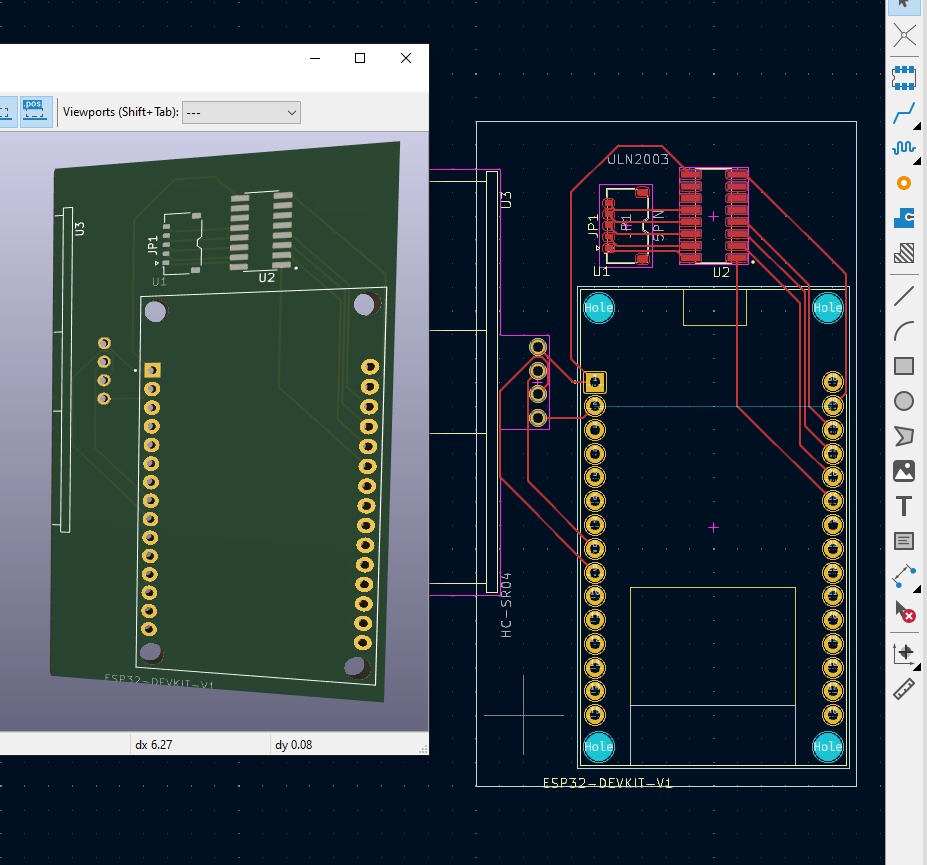 .pos
Viewports (Shift+Tab):
---
U3
JP1
U1
U2
ESP32-DEVKIT-V1
dx 6.27
dy 0.08
ULN2003
U3
JP1
5PIN
U1
U2
Hole
Hole
HC-SR04
Hole
Hole
ESP32-DEVKIT-V1
T